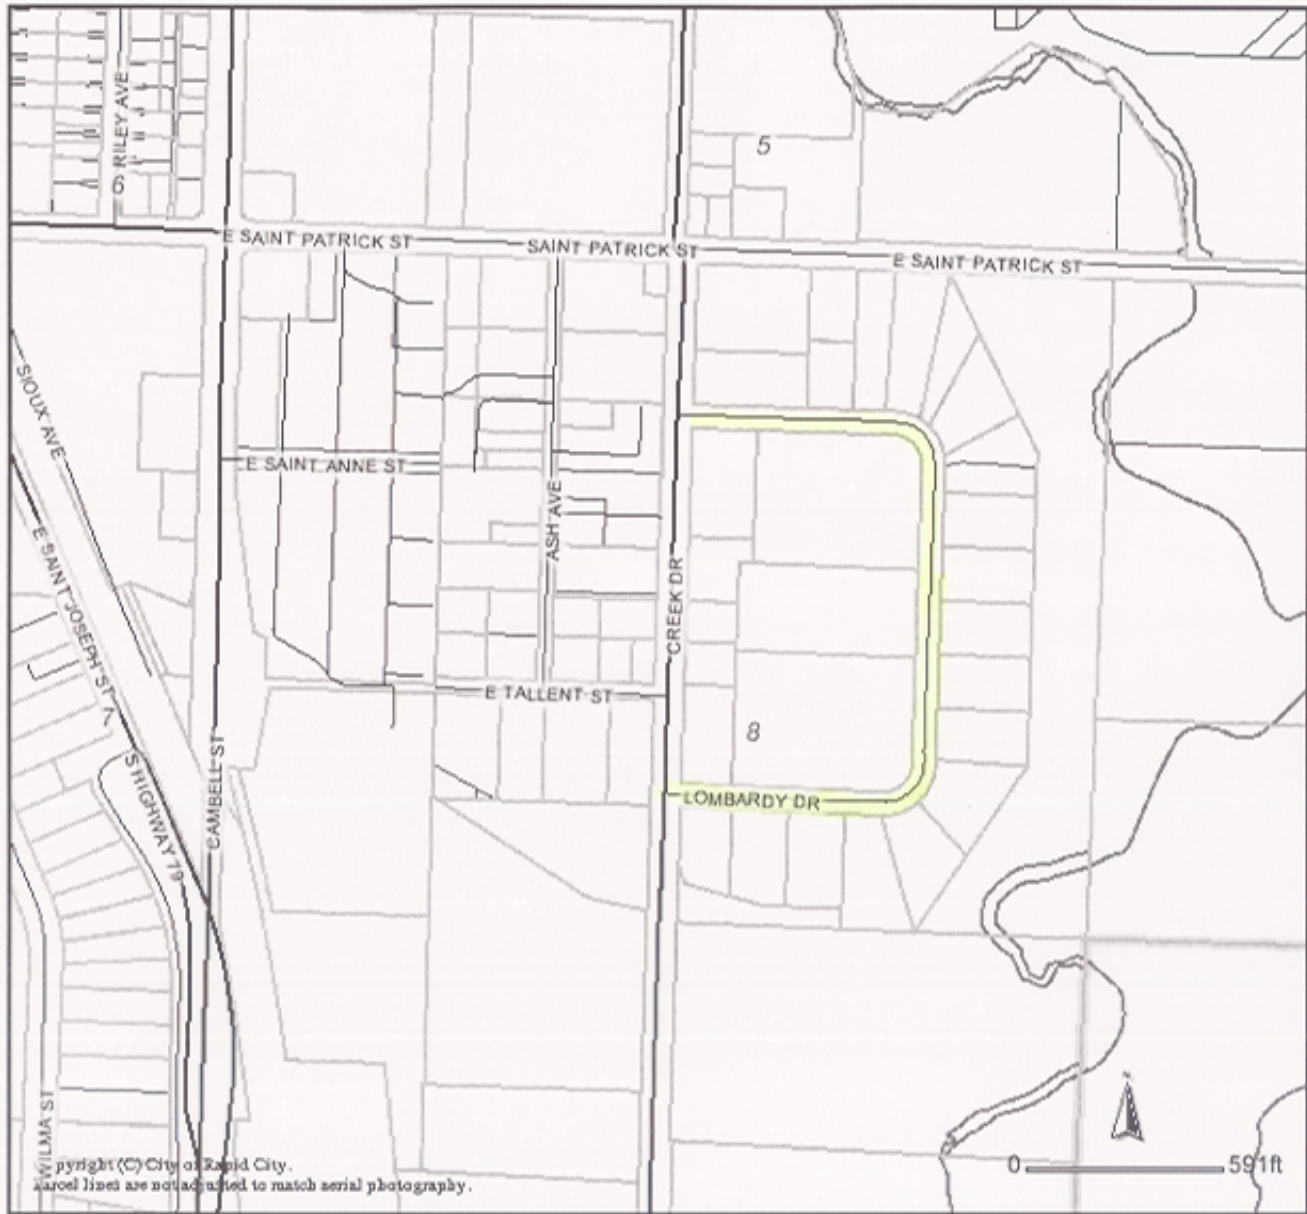 5
RILEY AVE
6
E SAINT PATRICK ST
SAINT PATRICK ST
E SAINT PATRICK ST
SIOUX AVE
E SAINT ANNE ST
ASH AVE
E SAINT JOSEPH ST
CREEK DR
E TALLENT ST
7
8
CAMBELL ST
S HIGHWAY 79
LOMBARDY DR
WILMA ST
N
pyright (C) City of Rapid City.
arcel lines are not adjusted to match aerial photography.
0 591ft